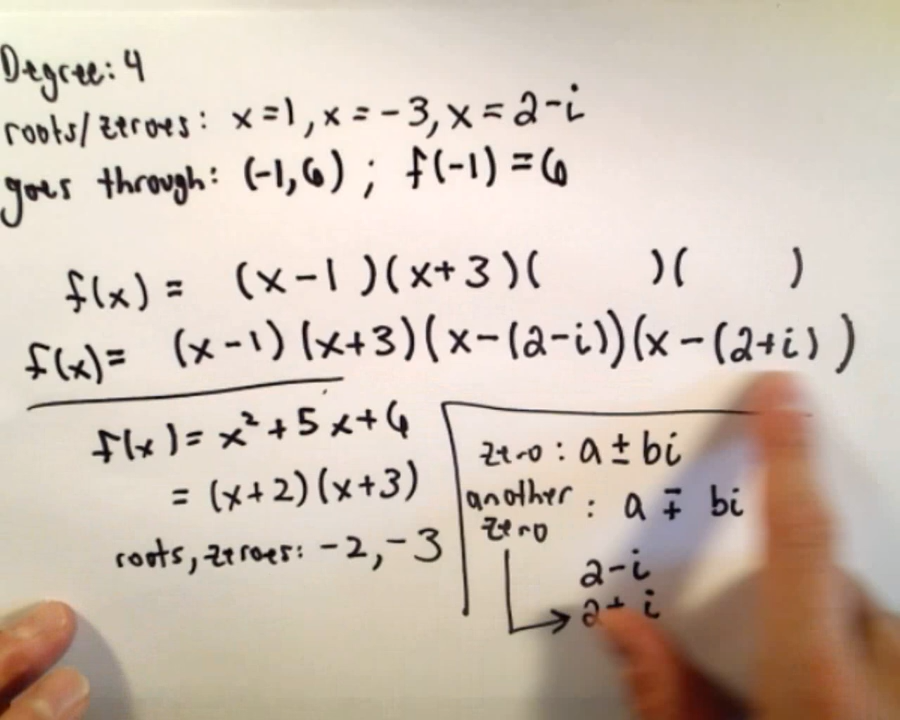 Degree: 4
roots/zeroes: x=1, x=-3, x=2-i
goes through: (-1,6) ; f(-1)=6
f(x) = (x-1)(x+3)( )( )
f(x)= (x-1)(x+3)(x-(2-i))(x-(2+i))
f(x)= x²+5x+6
= (x+2)(x+3)
roots, zeroes: -2,-3
zero: a±bi
another zero : a∓bi
2-i
2+i